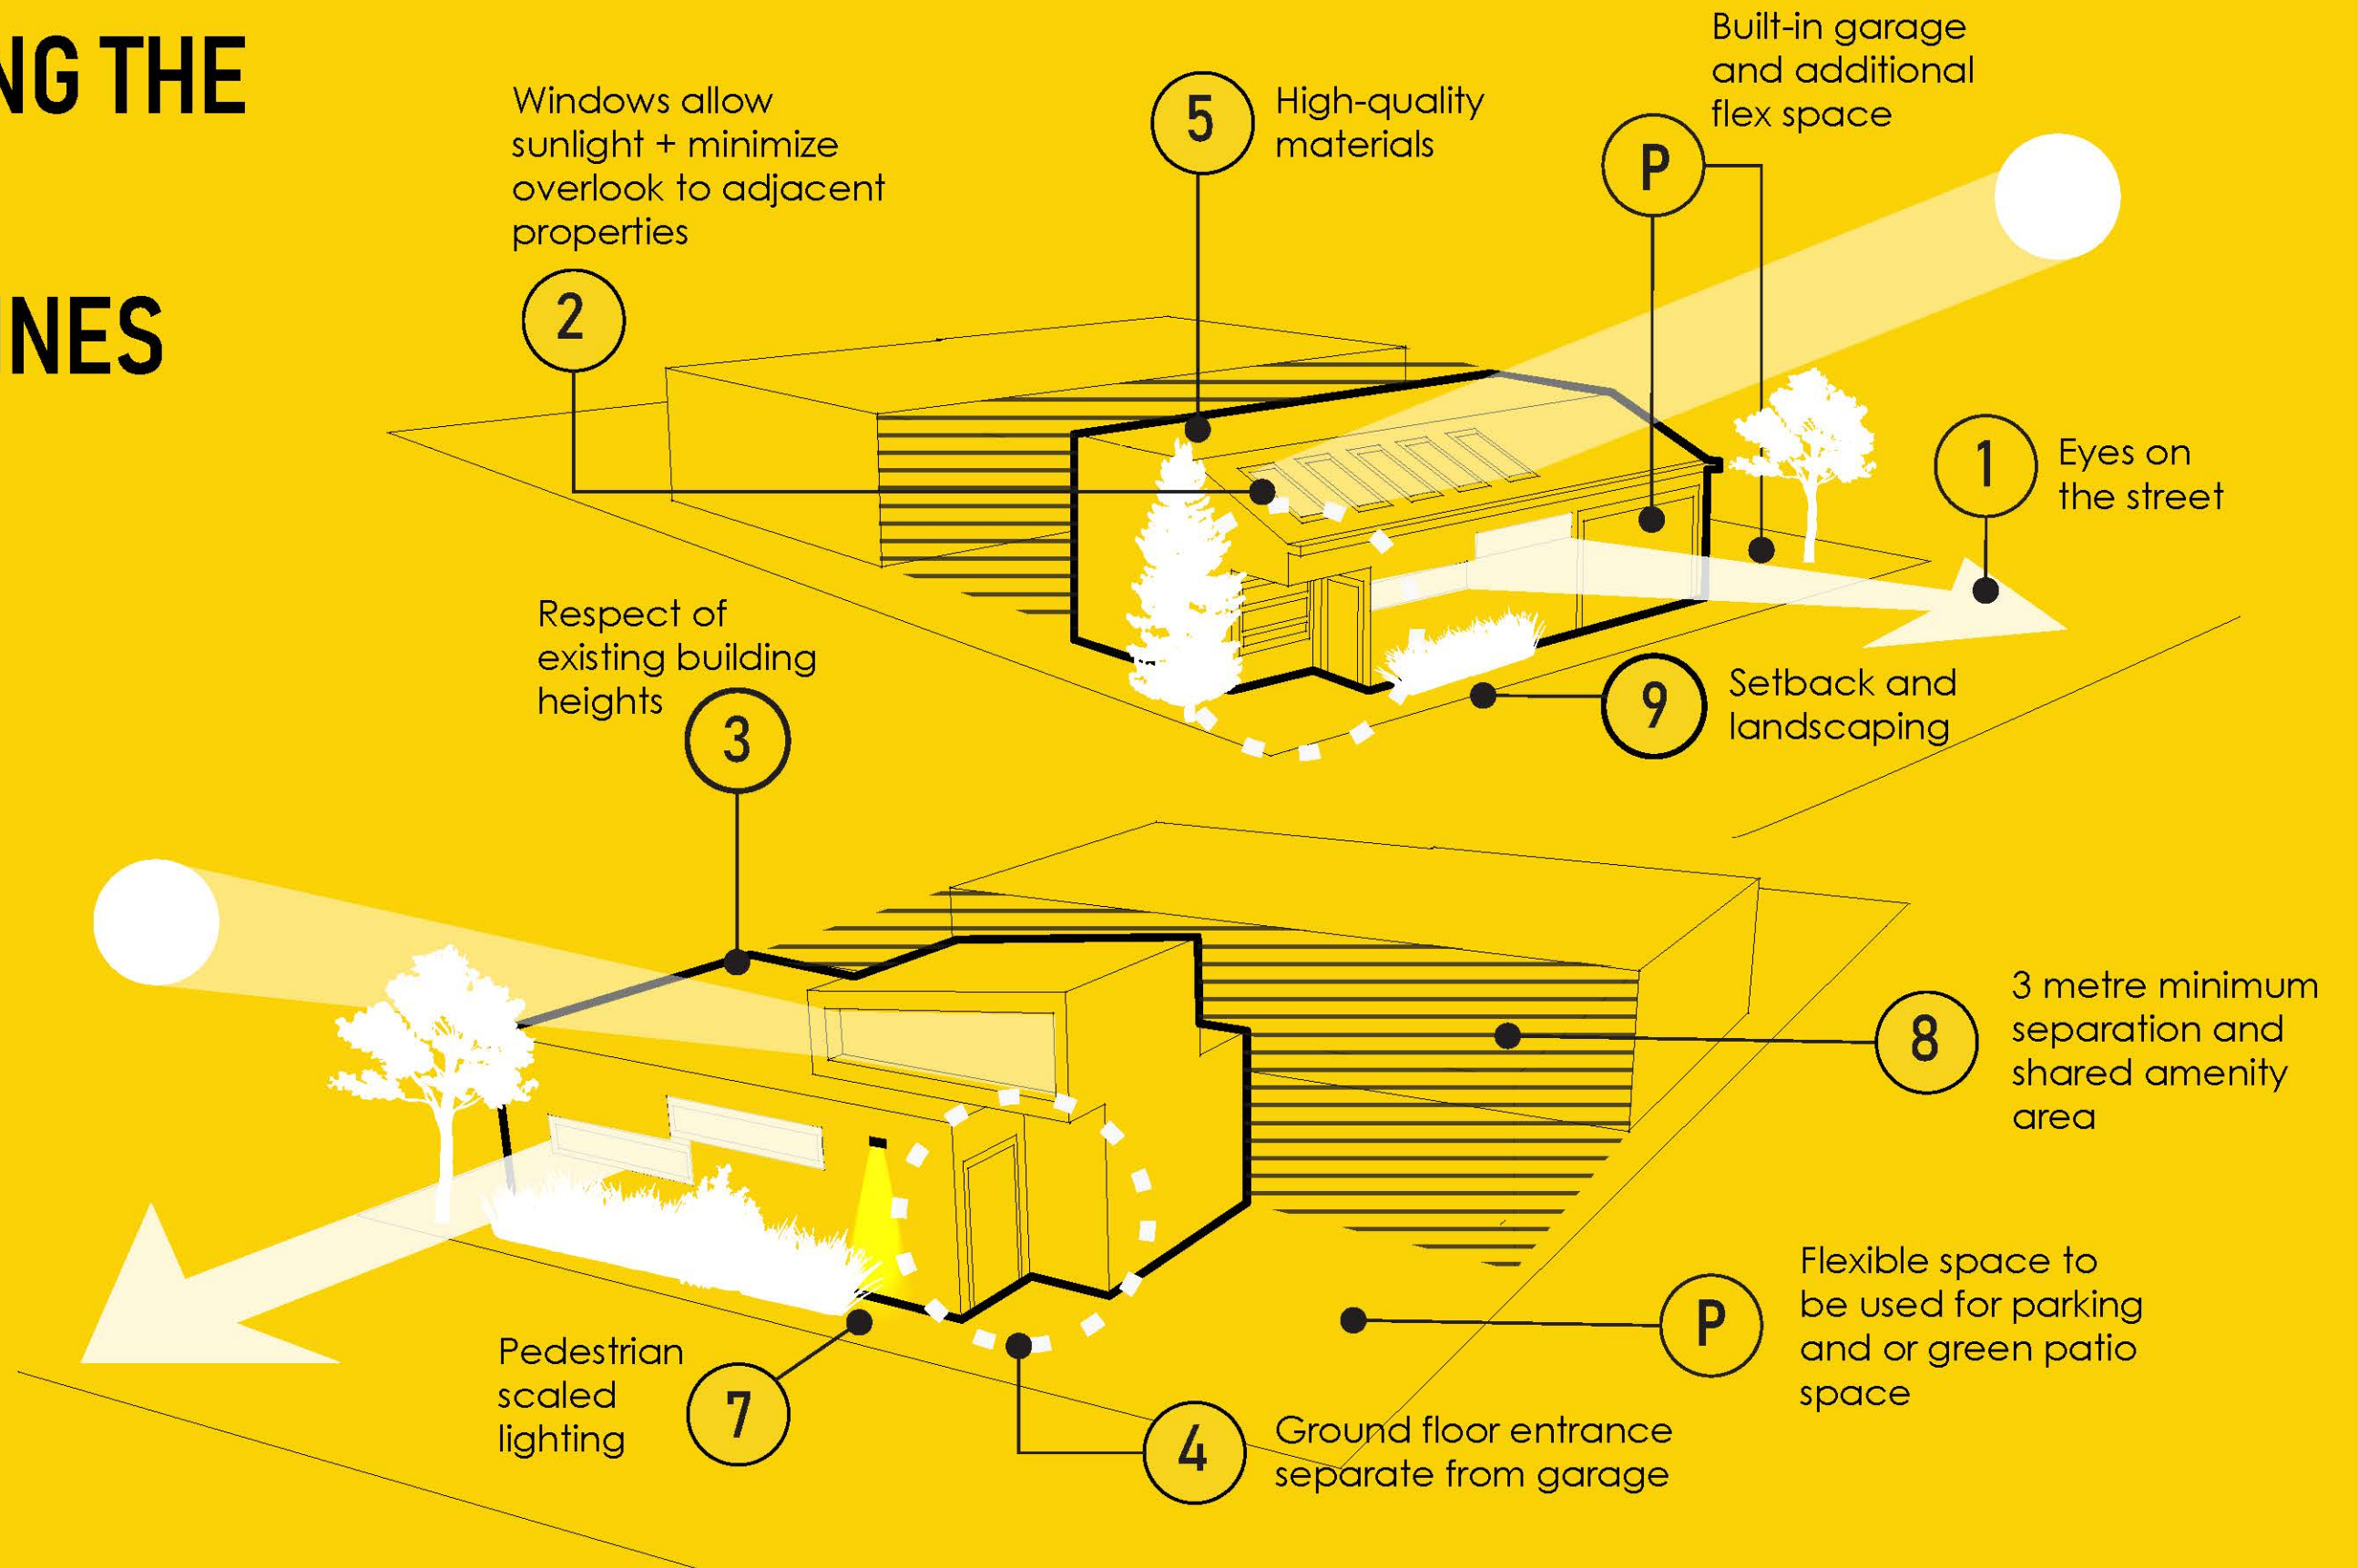 NG THE
INES
Windows allow
sunlight + minimize
overlook to adjacent
properties
2
5
High-quality
materials
Built-in garage
and additional
flex space
P
1
Eyes on
the street
Respect of
existing building
heights
3
9
Setback and
landscaping
8
3 metre minimum
separation and
shared amenity
area
P
Flexible space to
be used for parking
and or green patio
space
Pedestrian
scaled
lighting
7
4
Ground floor entrance
separate from garage